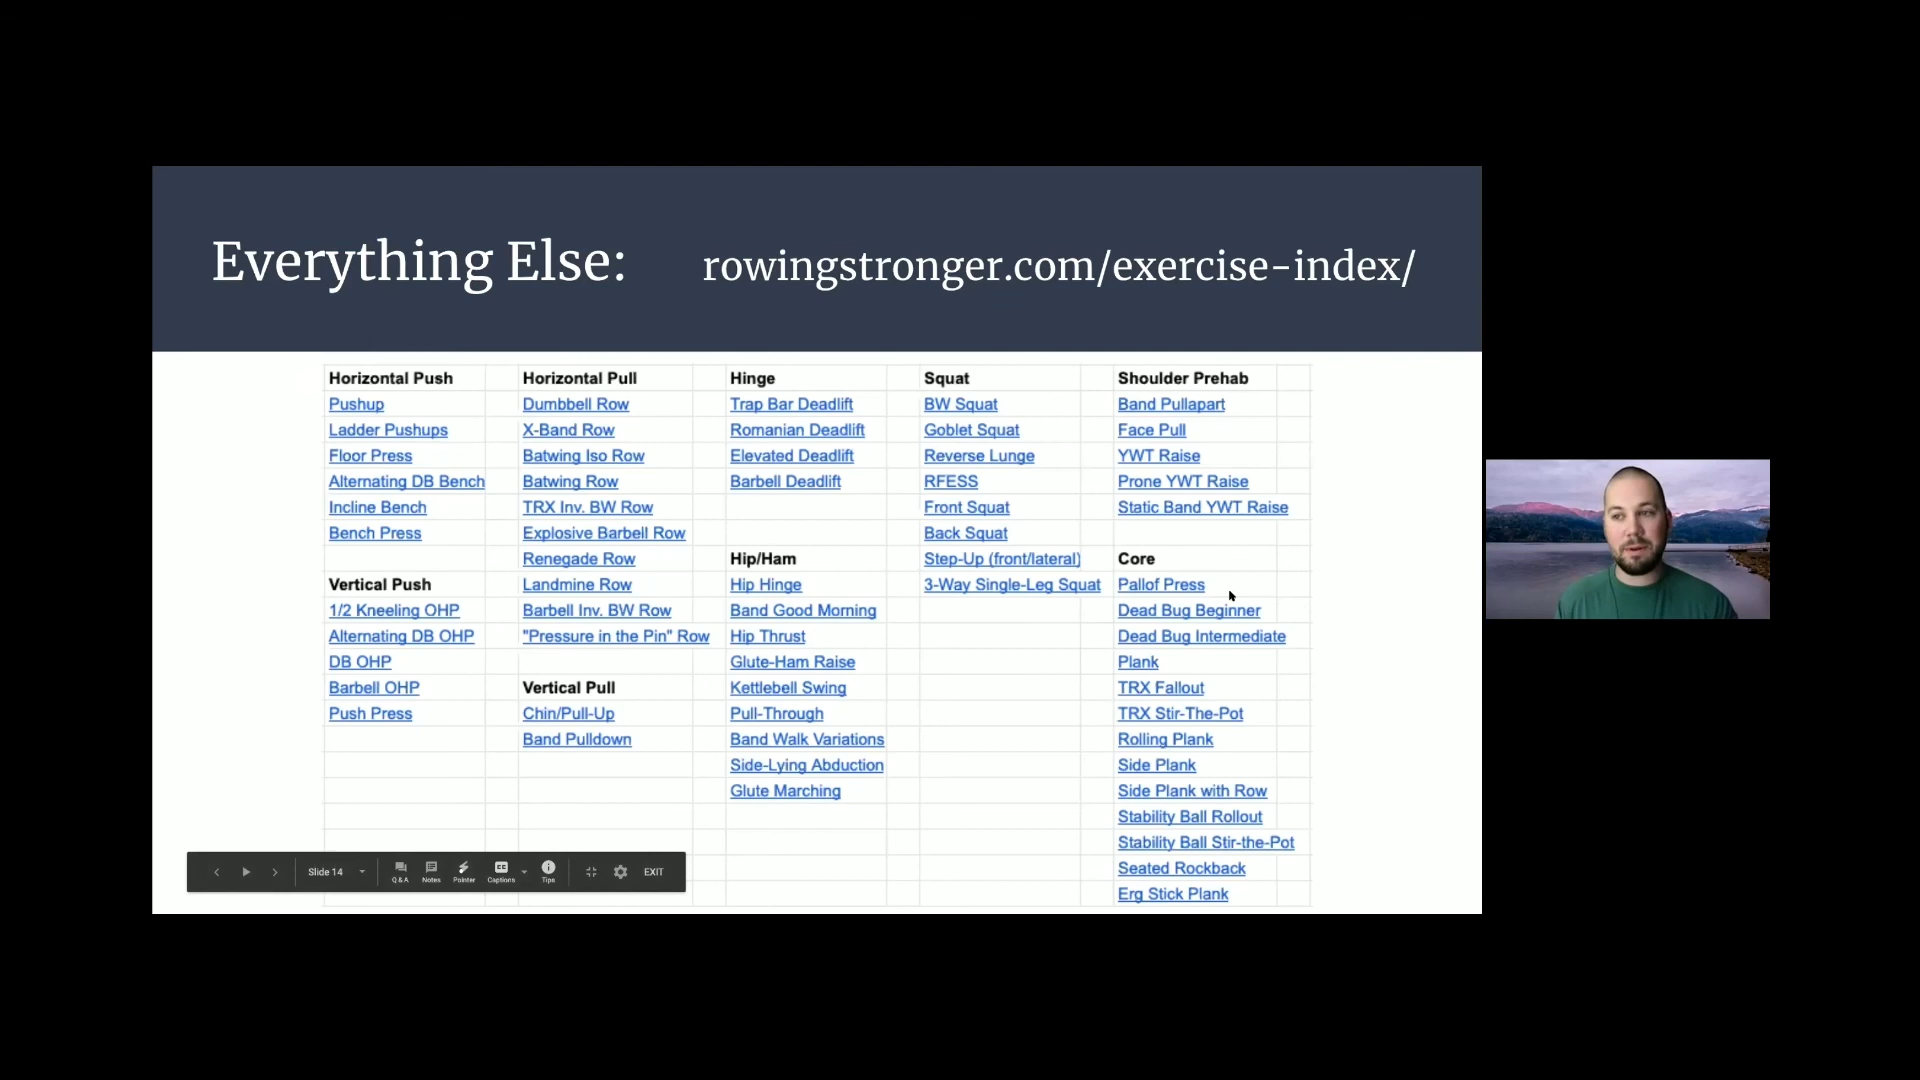 Everything Else: rowingstronger.com/exercise-index/
Horizontal Push
Pushup
Ladder Pushups
Floor Press
Alternating DB Bench
Incline Bench
Bench Press
Vertical Push
1/2 Kneeling OHP
Alternating DB OHP
DB OHP
Barbell OHP
Push Press
Horizontal Pull
Dumbbell Row
X-Band Row
Batwing Iso Row
Batwing Row
TRX Inv. BW Row
Explosive Barbell Row
Renegade Row
Landmine Row
Barbell Inv. BW Row
"Pressure in the Pin" Row
Vertical Pull
Chin/Pull-Up
Band Pulldown
Hinge
Trap Bar Deadlift
Romanian Deadlift
Elevated Deadlift
Barbell Deadlift
Hip/Ham
Hip Hinge
Band Good Morning
Hip Thrust
Glute-Ham Raise
Kettlebell Swing
Pull-Through
Band Walk Variations
Side-Lying Abduction
Glute Marching
Squat
BW Squat
Goblet Squat
Reverse Lunge
RFESS
Front Squat
Back Squat
Step-Up (front/lateral)
3-Way Single-Leg Squat
Shoulder Prehab
Band Pullapart
Face Pull
YWT Raise
Prone YWT Raise
Static Band YWT Raise
Core
Pallof Press
Dead Bug Beginner
Dead Bug Intermediate
Plank
TRX Fallout
TRX Stir-The-Pot
Rolling Plank
Side Plank
Side Plank with Row
Stability Ball Rollout
Stability Ball Stir-the-Pot
Seated Rockback
Erg Stick Plank
Slide 14 Q&A Notes Pointer CC Captions Tips EXIT